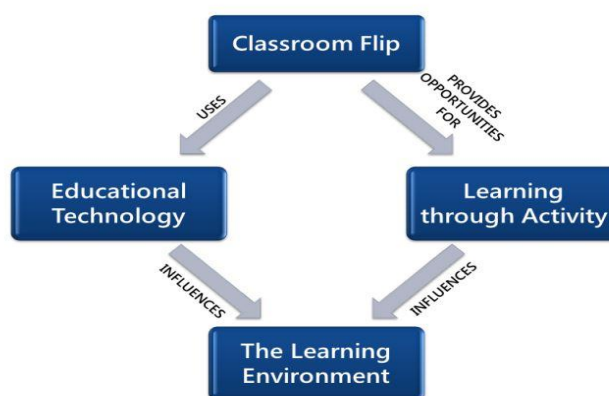 Classroom Flip
USES
PROVIDES
OPPORTUNITIES
FOR
Educational
Technology
Learning
through Activity
INFLUENCES
INFLUENCES
The Learning
Environment